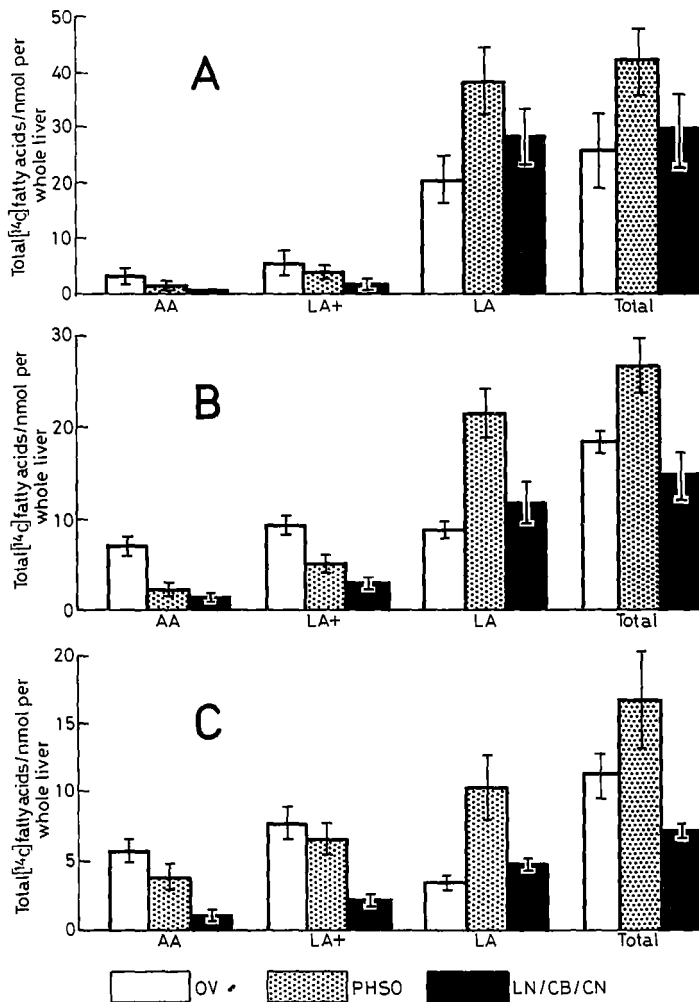 A
Total[¹⁴c]fatty acids/nmol per
whole liver
50
40
30
20
10
0
AA
LA+
LA
Total
B
Total[¹⁴c]fatty acids/nmol per
whole liver
30
20
10
0
AA
LA+
LA
Total
C
Total[¹⁴c]fatty acids/nmol per
whole liver
20
15
10
5
0
AA
LA+
LA
Total
OV
PHSO
LN/CB/CN